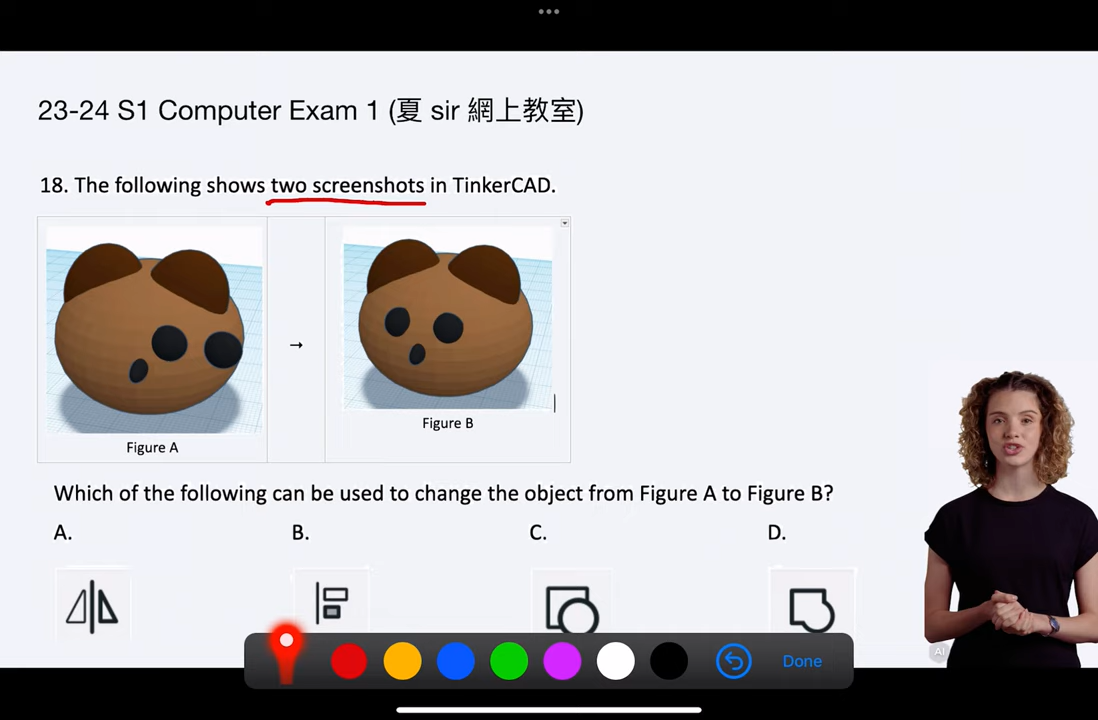 23-24 S1 Computer Exam 1 (夏 sir 網上教室)
18. The following shows two screenshots in TinkerCAD.
→
Figure A
Figure B
Which of the following can be used to change the object from Figure A to Figure B?
A. B. C. D.
Done
AI